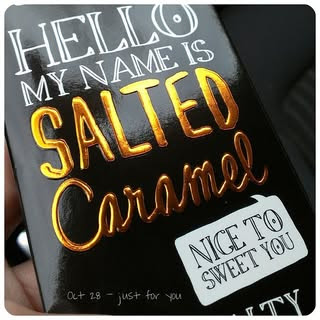 HELLO
MY NAME IS
SALTED
Caramel
NICE TO
SWEET YOU
Oct 28 - just for you